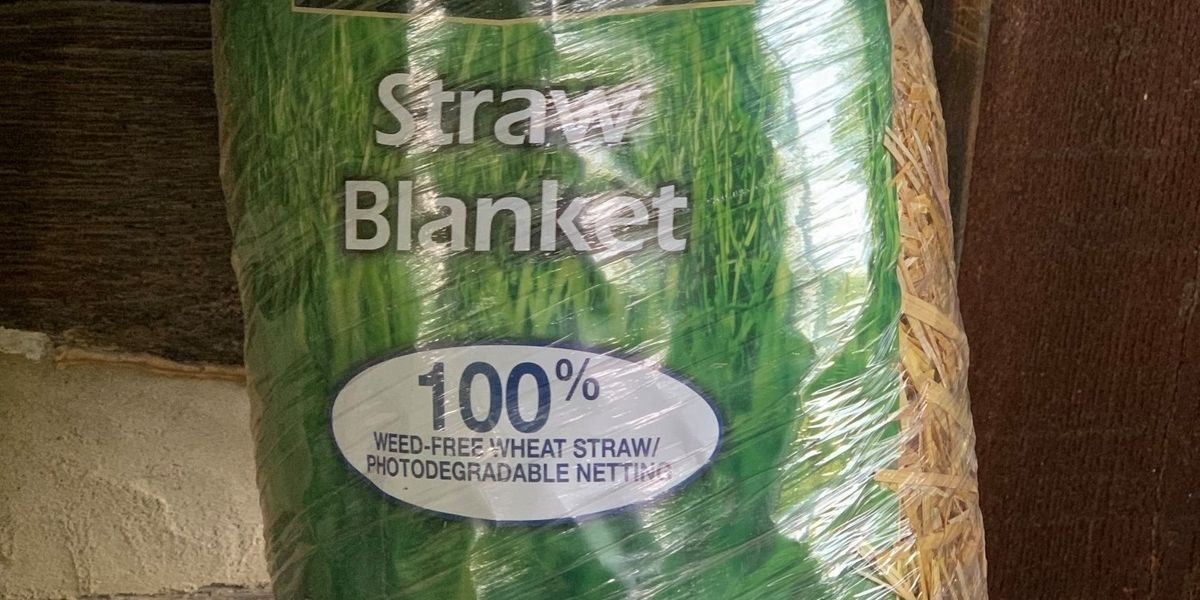 Straw
Blanket
100%
WEED-FREE WHEAT STRAW/
PHOTODEGRADABLE NETTING